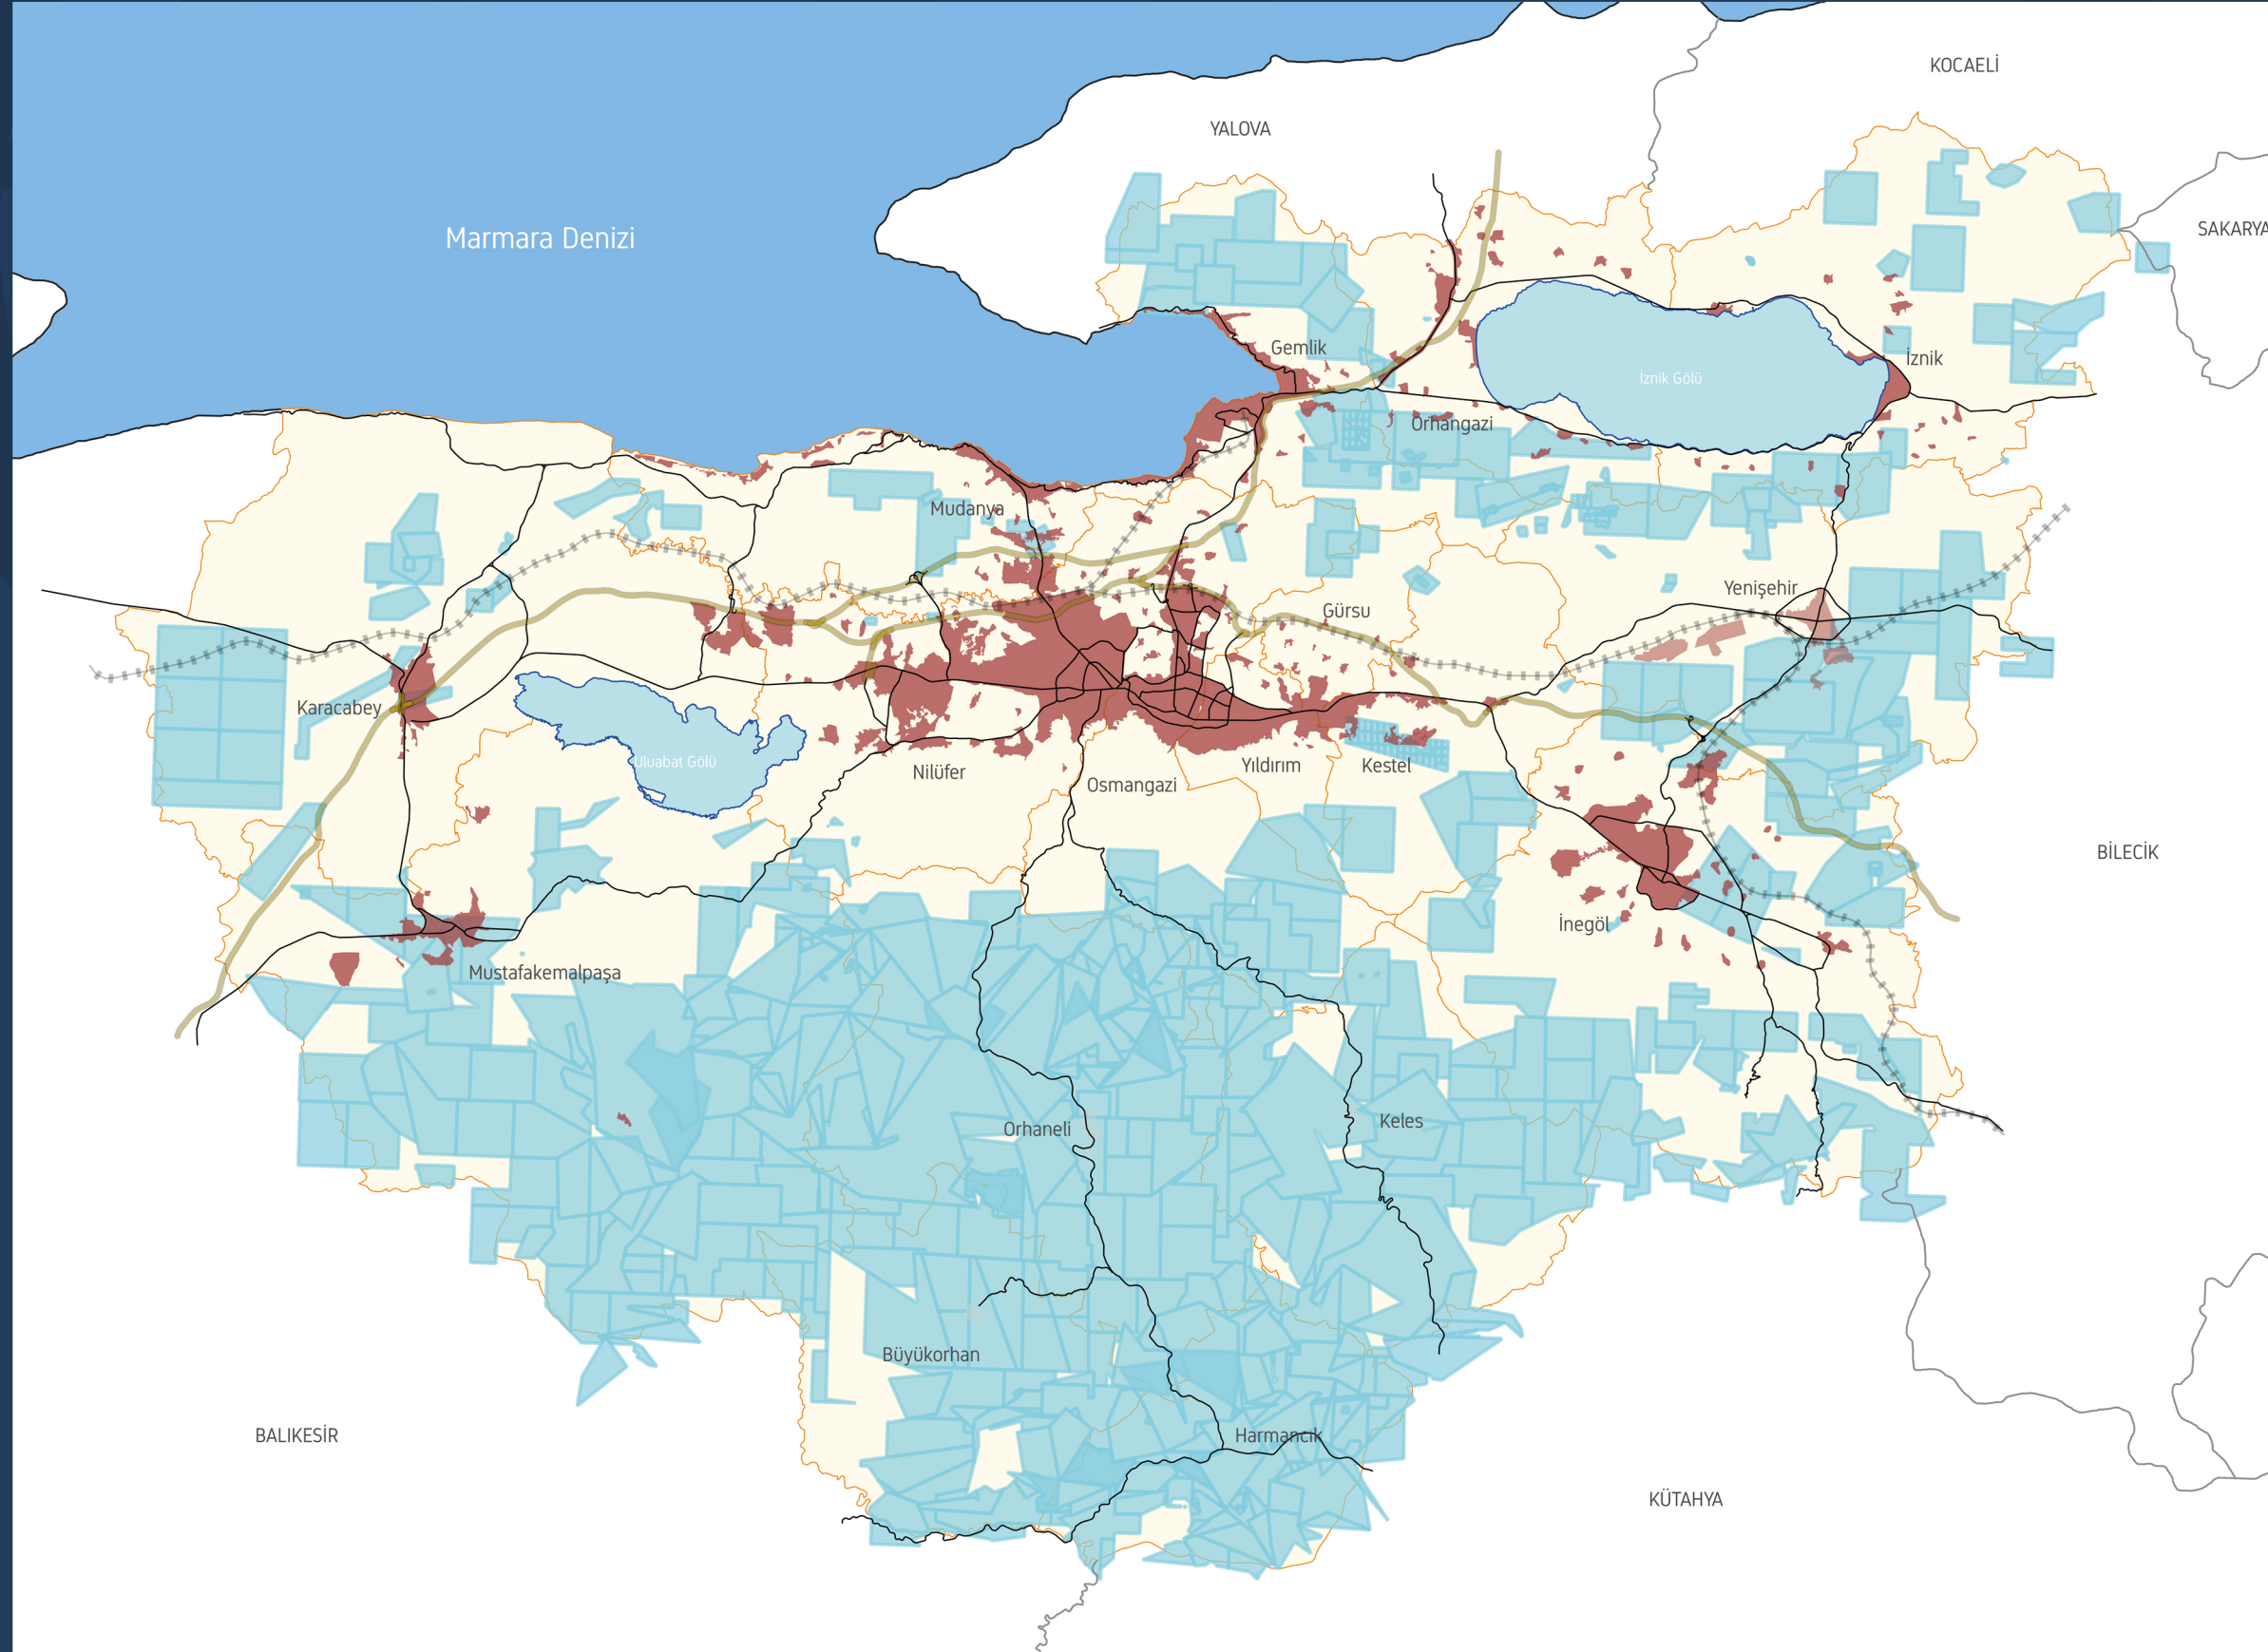 KOCAELİ
YALOVA
SAKARYA
Marmara Denizi
Gemlik
İznik
İznik Gölü
Orhangazi
Mudanya
Yenişehir
Gürsu
Karacabey
Uluabat Gölü
Nilüfer
Yıldırım
Kestel
Osmangazi
BİLECİK
İnegöl
Mustafakemalpaşa
Orhaneli
Keles
Büyükorhan
BALIKESİR
Harmancık
KÜTAHYA